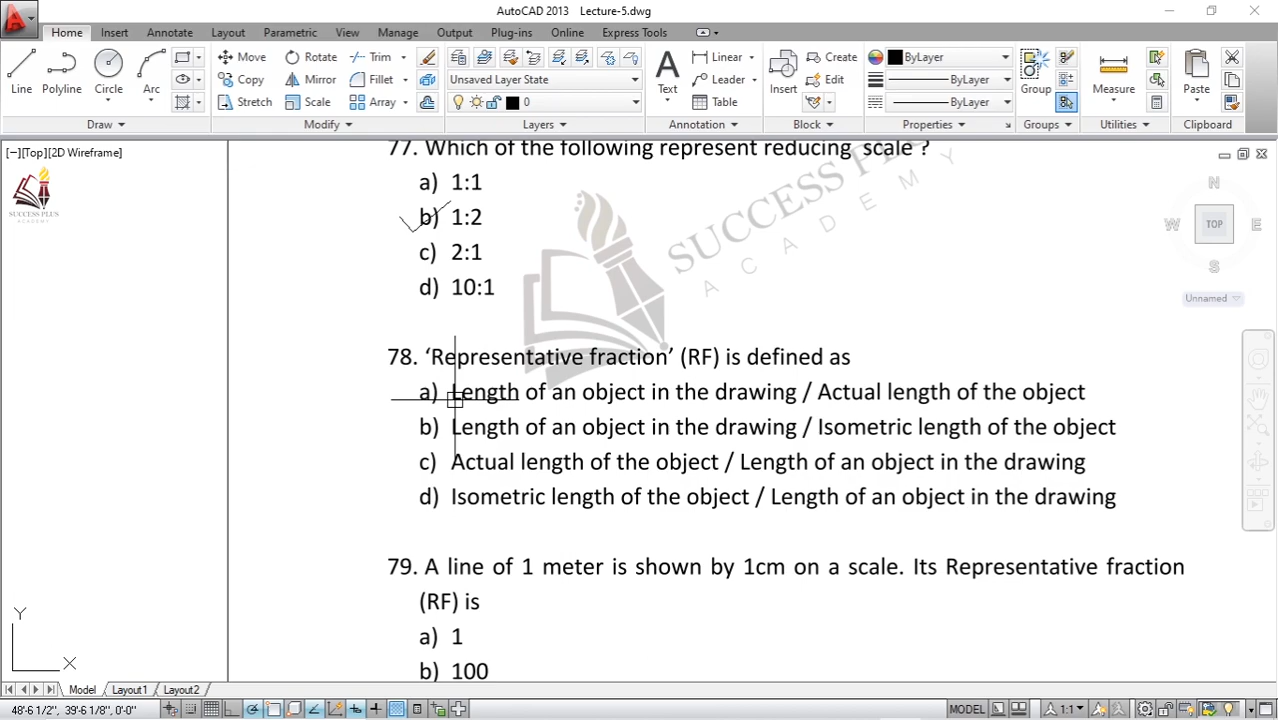 AutoCAD 2013 Lecture-5.dwg
Home Insert Annotate Layout Parametric View Manage Output Plug-ins Online Express Tools
Line Polyline Circle Arc
Move Rotate Trim
Copy Mirror Fillet
Stretch Scale Array
Unsaved Layer State
0
Text
Linear
Leader
Table
Insert
Create
Edit
ByLayer
ByLayer
ByLayer
Group
Measure
Paste
Draw Modify Layers Annotation Block Properties Groups Utilities Clipboard
[−][Top][2D Wireframe]
SUCCESS PLUS
ACADEMY
SUCCESS PLUS
ACADEMY
N
W TOP E
S
Unnamed
77. Which of the following represent reducing scale ?
a) 1:1
b) 1:2
c) 2:1
d) 10:1
78. ‘Representative fraction’ (RF) is defined as
a) Length of an object in the drawing / Actual length of the object
b) Length of an object in the drawing / Isometric length of the object
c) Actual length of the object / Length of an object in the drawing
d) Isometric length of the object / Length of an object in the drawing
79. A line of 1 meter is shown by 1cm on a scale. Its Representative fraction
(RF) is
a) 1
b) 100
Y
X
Model Layout1 Layout2
48'-6 1/2", 39'-6 1/8", 0'-0"
MODEL
1:1